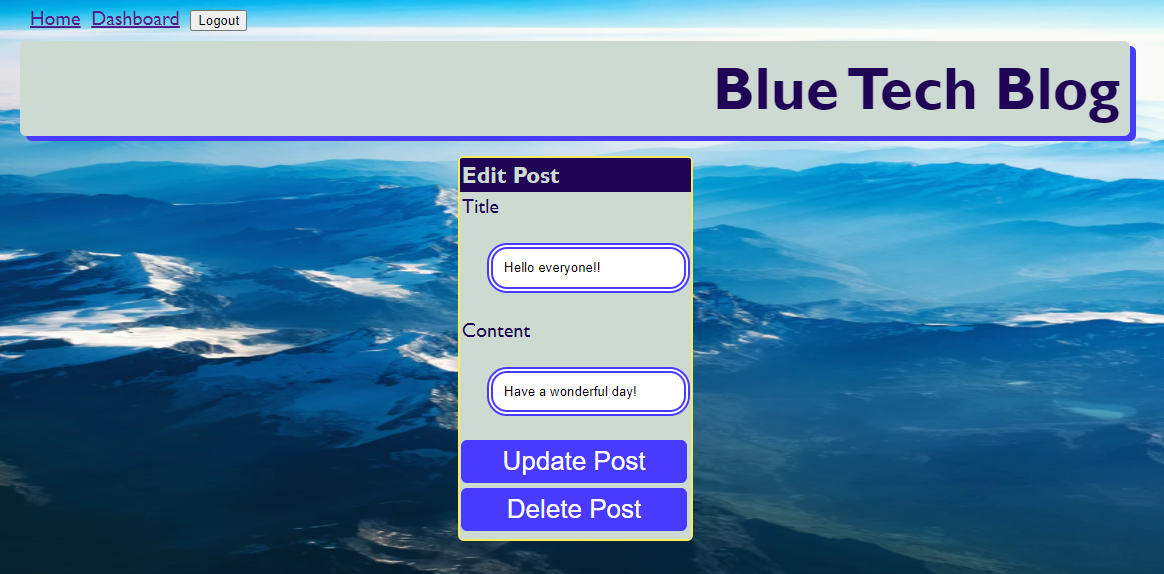 Home Dashboard Logout
Blue Tech Blog
Edit Post
Title
Hello everyone!!
Content
Have a wonderful day!
Update Post
Delete Post